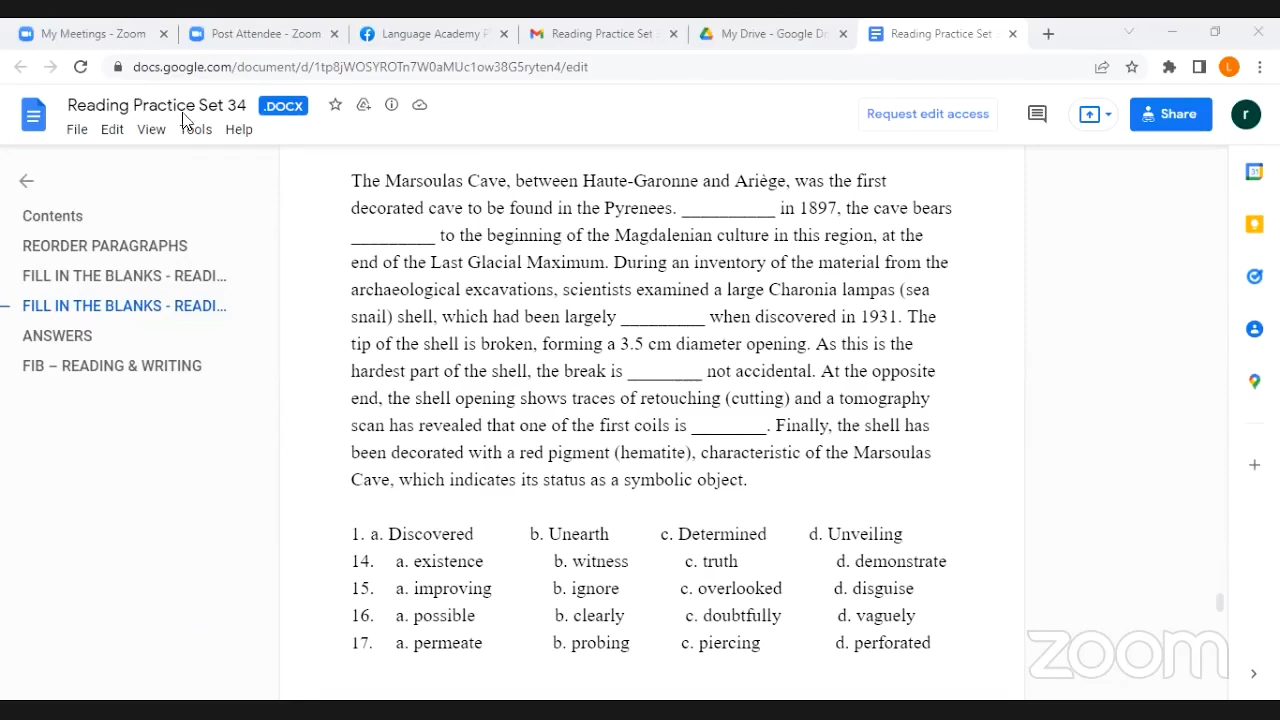 My Meetings - Zoom
Post Attendee - Zoom
Language Academy P
Reading Practice Set
My Drive - Google Dr
Reading Practice Set
docs.google.com/document/d/1tp8jWOSYROTn7W0aMUc1ow38G5ryten4/edit
L
Reading Practice Set 34
.DOCX
Request edit access
Share
r
File Edit View Tools Help
31
Contents
REORDER PARAGRAPHS
FILL IN THE BLANKS - READI...
FILL IN THE BLANKS - READI...
ANSWERS
FIB – READING & WRITING
The Marsoulas Cave, between Haute-Garonne and Ariège, was the first
decorated cave to be found in the Pyrenees. __________ in 1897, the cave bears
_________ to the beginning of the Magdalenian culture in this region, at the
end of the Last Glacial Maximum. During an inventory of the material from the
archaeological excavations, scientists examined a large Charonia lampas (sea
snail) shell, which had been largely _________ when discovered in 1931. The
tip of the shell is broken, forming a 3.5 cm diameter opening. As this is the
hardest part of the shell, the break is ________ not accidental. At the opposite
end, the shell opening shows traces of retouching (cutting) and a tomography
scan has revealed that one of the first coils is ________. Finally, the shell has
been decorated with a red pigment (hematite), characteristic of the Marsoulas
Cave, which indicates its status as a symbolic object.
1. a. Discovered b. Unearth c. Determined d. Unveiling
14. a. existence b. witness c. truth d. demonstrate
15. a. improving b. ignore c. overlooked d. disguise
16. a. possible b. clearly c. doubtfully d. vaguely
17. a. permeate b. probing c. piercing d. perforated
zoom